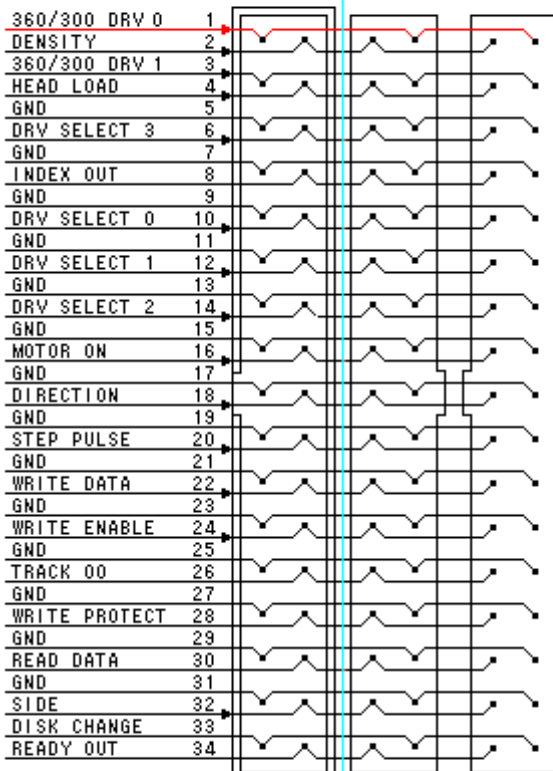 360/300 DRV 0 1
DENSITY 2
360/300 DRV 1 3
HEAD LOAD 4
GND 5
DRV SELECT 3 6
GND 7
INDEX OUT 8
GND 9
DRV SELECT 0 10
GND 11
DRV SELECT 1 12
GND 13
DRV SELECT 2 14
GND 15
MOTOR ON 16
GND 17
DIRECTION 18
GND 19
STEP PULSE 20
GND 21
WRITE DATA 22
GND 23
WRITE ENABLE 24
GND 25
TRACK 00 26
GND 27
WRITE PROTECT 28
GND 29
READ DATA 30
GND 31
SIDE 32
DISK CHANGE 33
READY OUT 34